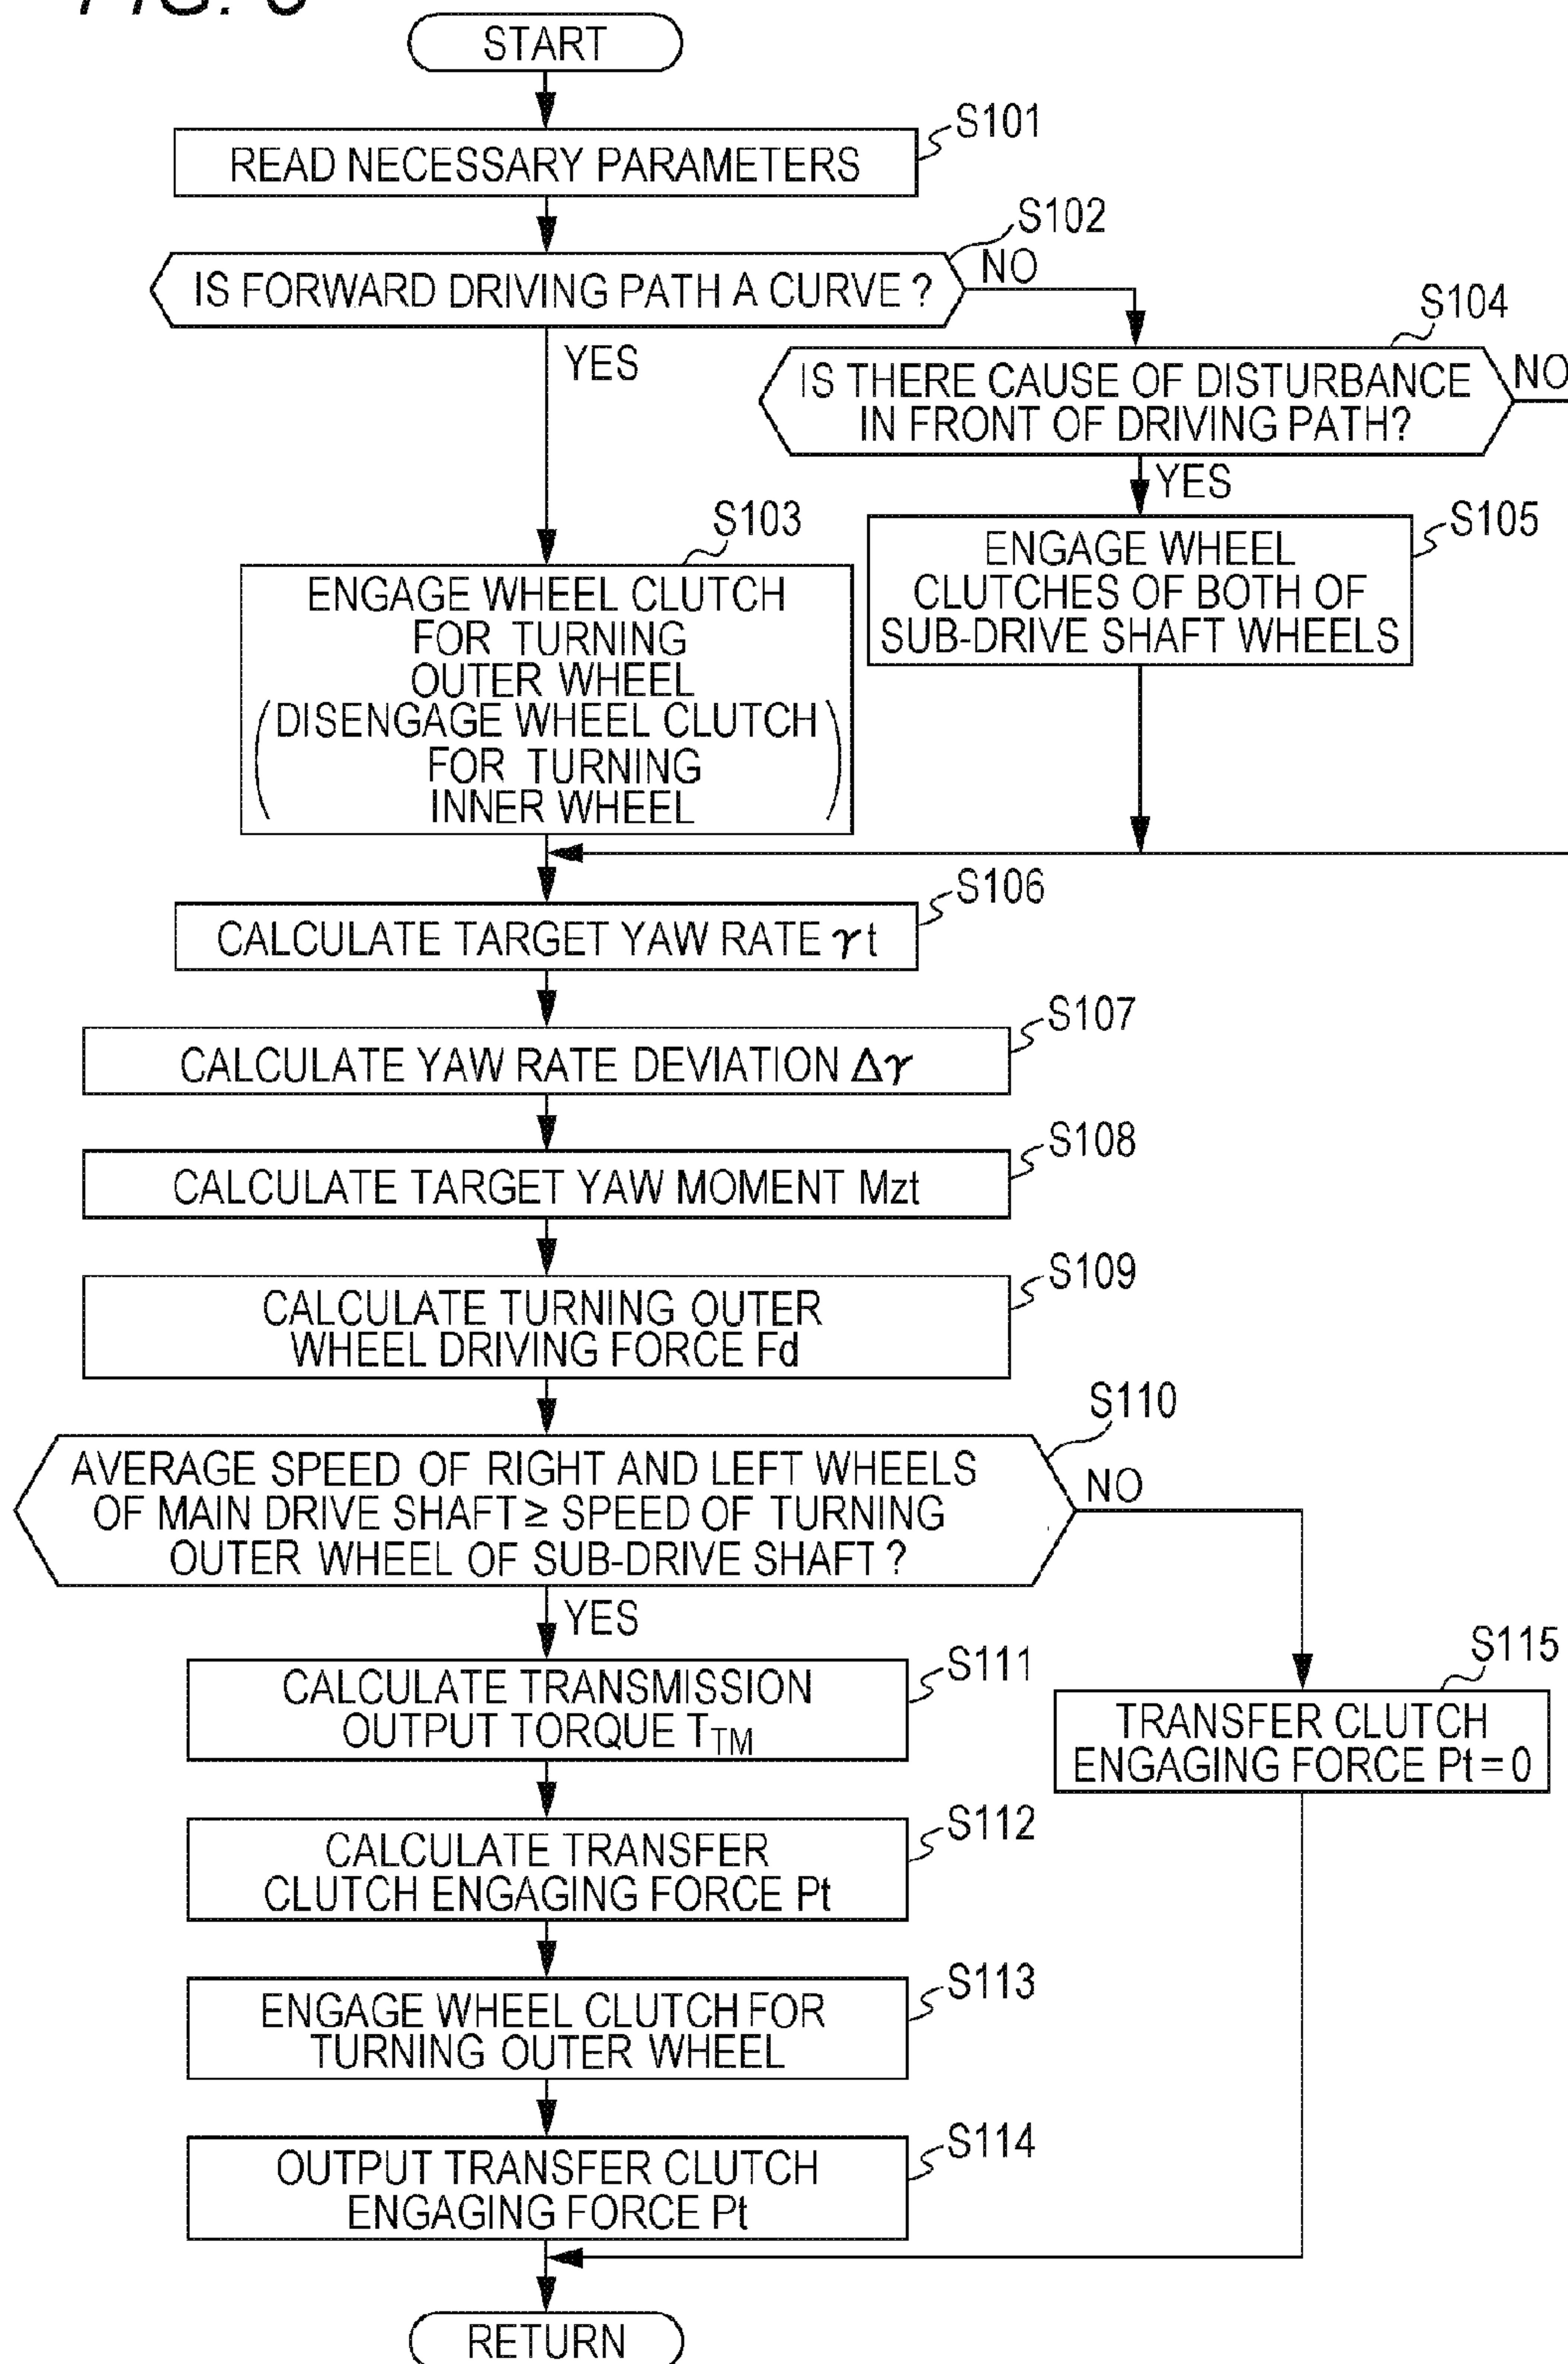 FIG.
START
S101
READ NECESSARY PARAMETERS
S102
IS FORWARD DRIVING PATH A CURVE ?
NO
YES
S104
IS THERE CAUSE OF DISTURBANCE
IN FRONT OF DRIVING PATH?
NO
YES
S103
ENGAGE WHEEL CLUTCH
FOR TURNING
OUTER WHEEL
(DISENGAGE WHEEL CLUTCH
FOR TURNING
INNER WHEEL)
S105
ENGAGE WHEEL
CLUTCHES OF BOTH OF
SUB-DRIVE SHAFT WHEELS
S106
CALCULATE TARGET YAW RATE γt
S107
CALCULATE YAW RATE DEVIATION Δγ
S108
CALCULATE TARGET YAW MOMENT Mzt
S109
CALCULATE TURNING OUTER
WHEEL DRIVING FORCE Fd
S110
AVERAGE SPEED OF RIGHT AND LEFT WHEELS
OF MAIN DRIVE SHAFT ≥ SPEED OF TURNING
OUTER WHEEL OF SUB-DRIVE SHAFT ?
NO
YES
S111
CALCULATE TRANSMISSION
OUTPUT TORQUE TTM
S115
TRANSFER CLUTCH
ENGAGING FORCE Pt = 0
S112
CALCULATE TRANSFER
CLUTCH ENGAGING FORCE Pt
S113
ENGAGE WHEEL CLUTCH FOR
TURNING OUTER WHEEL
S114
OUTPUT TRANSFER CLUTCH
ENGAGING FORCE Pt
RETURN